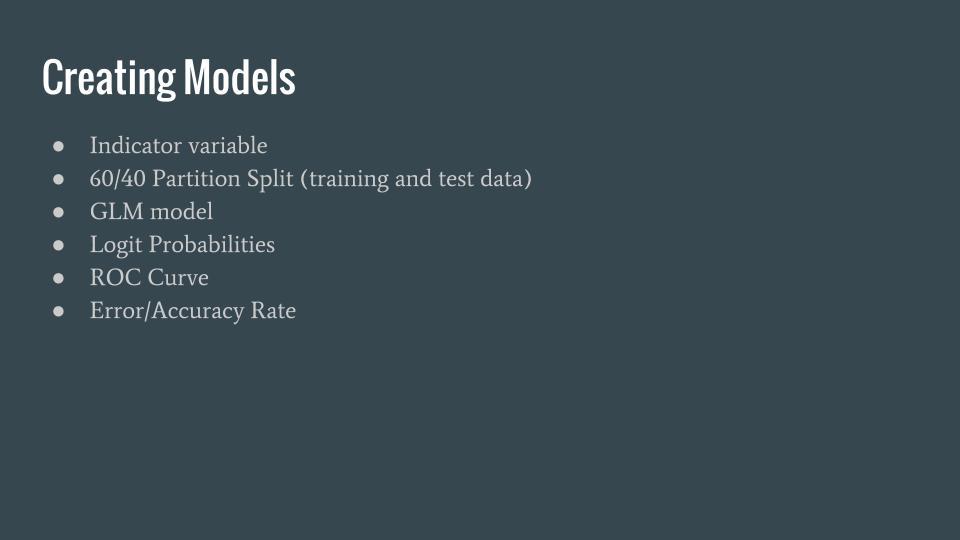 Creating Models
● Indicator variable
● 60/40 Partition Split (training and test data)
● GLM model
● Logit Probabilities
● ROC Curve
● Error/Accuracy Rate